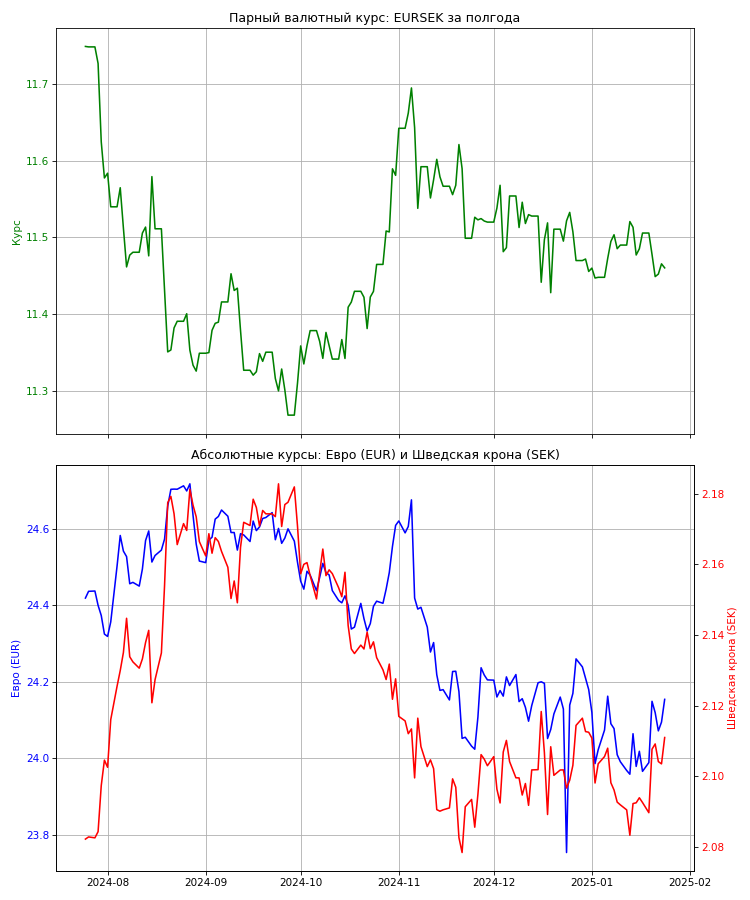 Парный валютный курс: EURSEK за полгода
Курс
11.7
11.6
11.5
11.4
11.3
Абсолютные курсы: Евро (EUR) и Шведская крона (SEK)
Евро (EUR)
24.6
24.4
24.2
24.0
23.8
2.18
2.16
2.14
2.12
2.10
2.08
Шведская крона (SEK)
2024-08 2024-09 2024-10 2024-11 2024-12 2025-01 2025-02